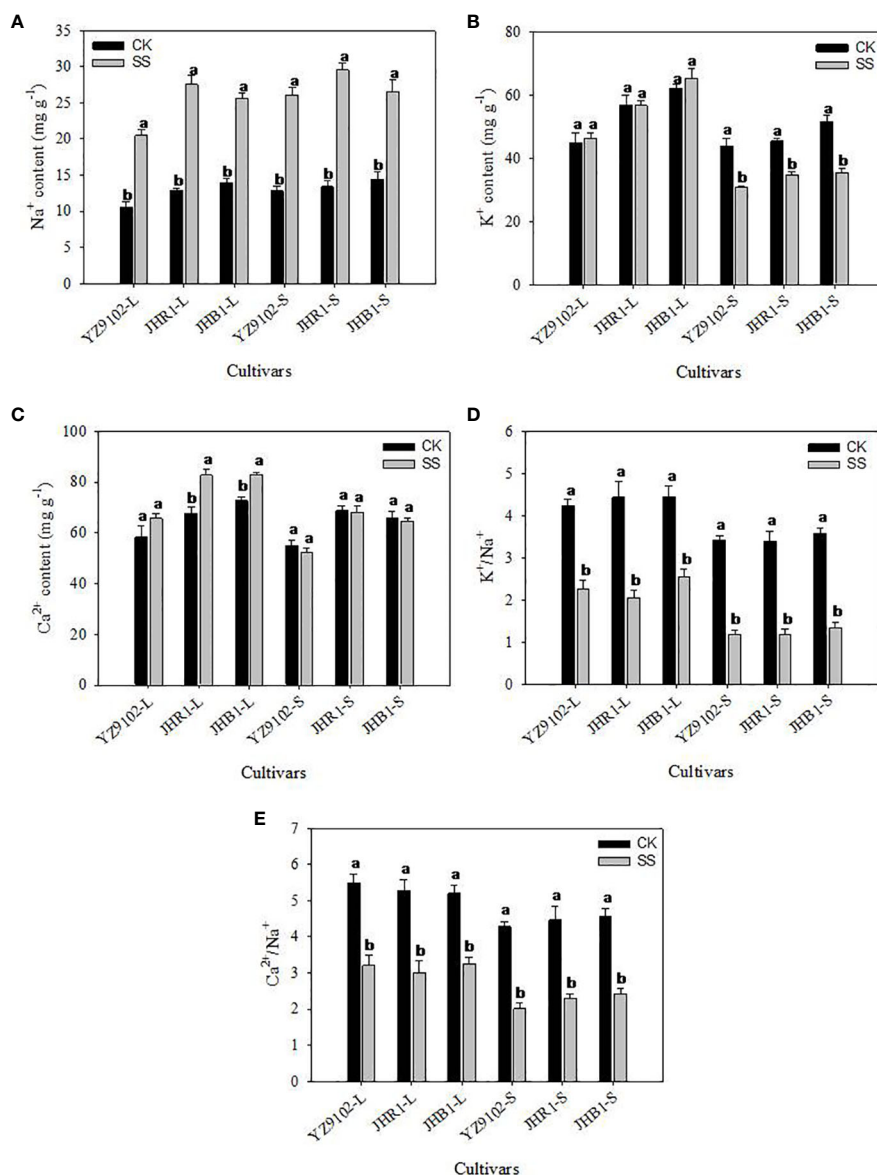 A
Na+ content (mg g-1)
35
30
25
20
15
10
5
0
CK
SS
b a b a b a b a b a b a
YZ9102-L JHR1-L JHB1-L YZ9102-S JHR1-S JHB1-S
Cultivars
B
K+ content (mg g-1)
80
60
40
20
0
CK
SS
a a a a a a a b a b a b
YZ9102-L JHR1-L JHB1-L YZ9102-S JHR1-S JHB1-S
Cultivars
C
Ca2+ content (mg g-1)
100
80
60
40
20
0
CK
SS
a a b a b a a a a a a a
YZ9102-L JHR1-L JHB1-L YZ9102-S JHR1-S JHB1-S
Cultivars
D
K+/Na+
6
5
4
3
2
1
0
CK
SS
a b a b a b a b a b a b
YZ9102-L JHR1-L JHB1-L YZ9102-S JHR1-S JHB1-S
Cultivars
E
Ca2+/Na+
7
6
5
4
3
2
1
0
CK
SS
a b a b a b a b a b a b
YZ9102-L JHR1-L JHB1-L YZ9102-S JHR1-S JHB1-S
Cultivars